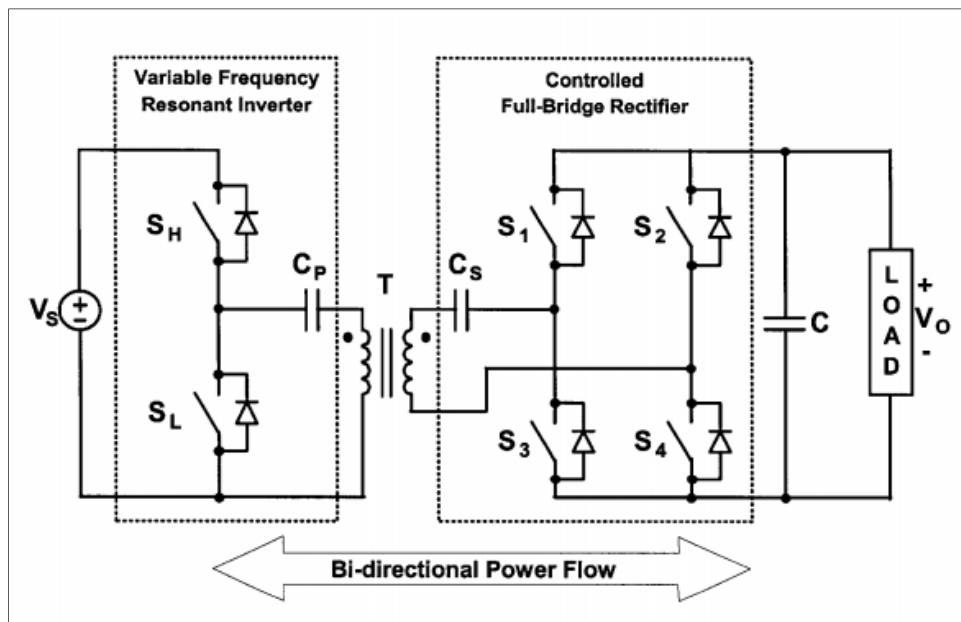 Variable Frequency
Resonant Inverter
Controlled
Full-Bridge Rectifier
S_H
S_1
S_2
C_P
T
C_S
V_S
+
-
C
LOAD
+
V_O
-
S_L
S_3
S_4
Bi-directional Power Flow